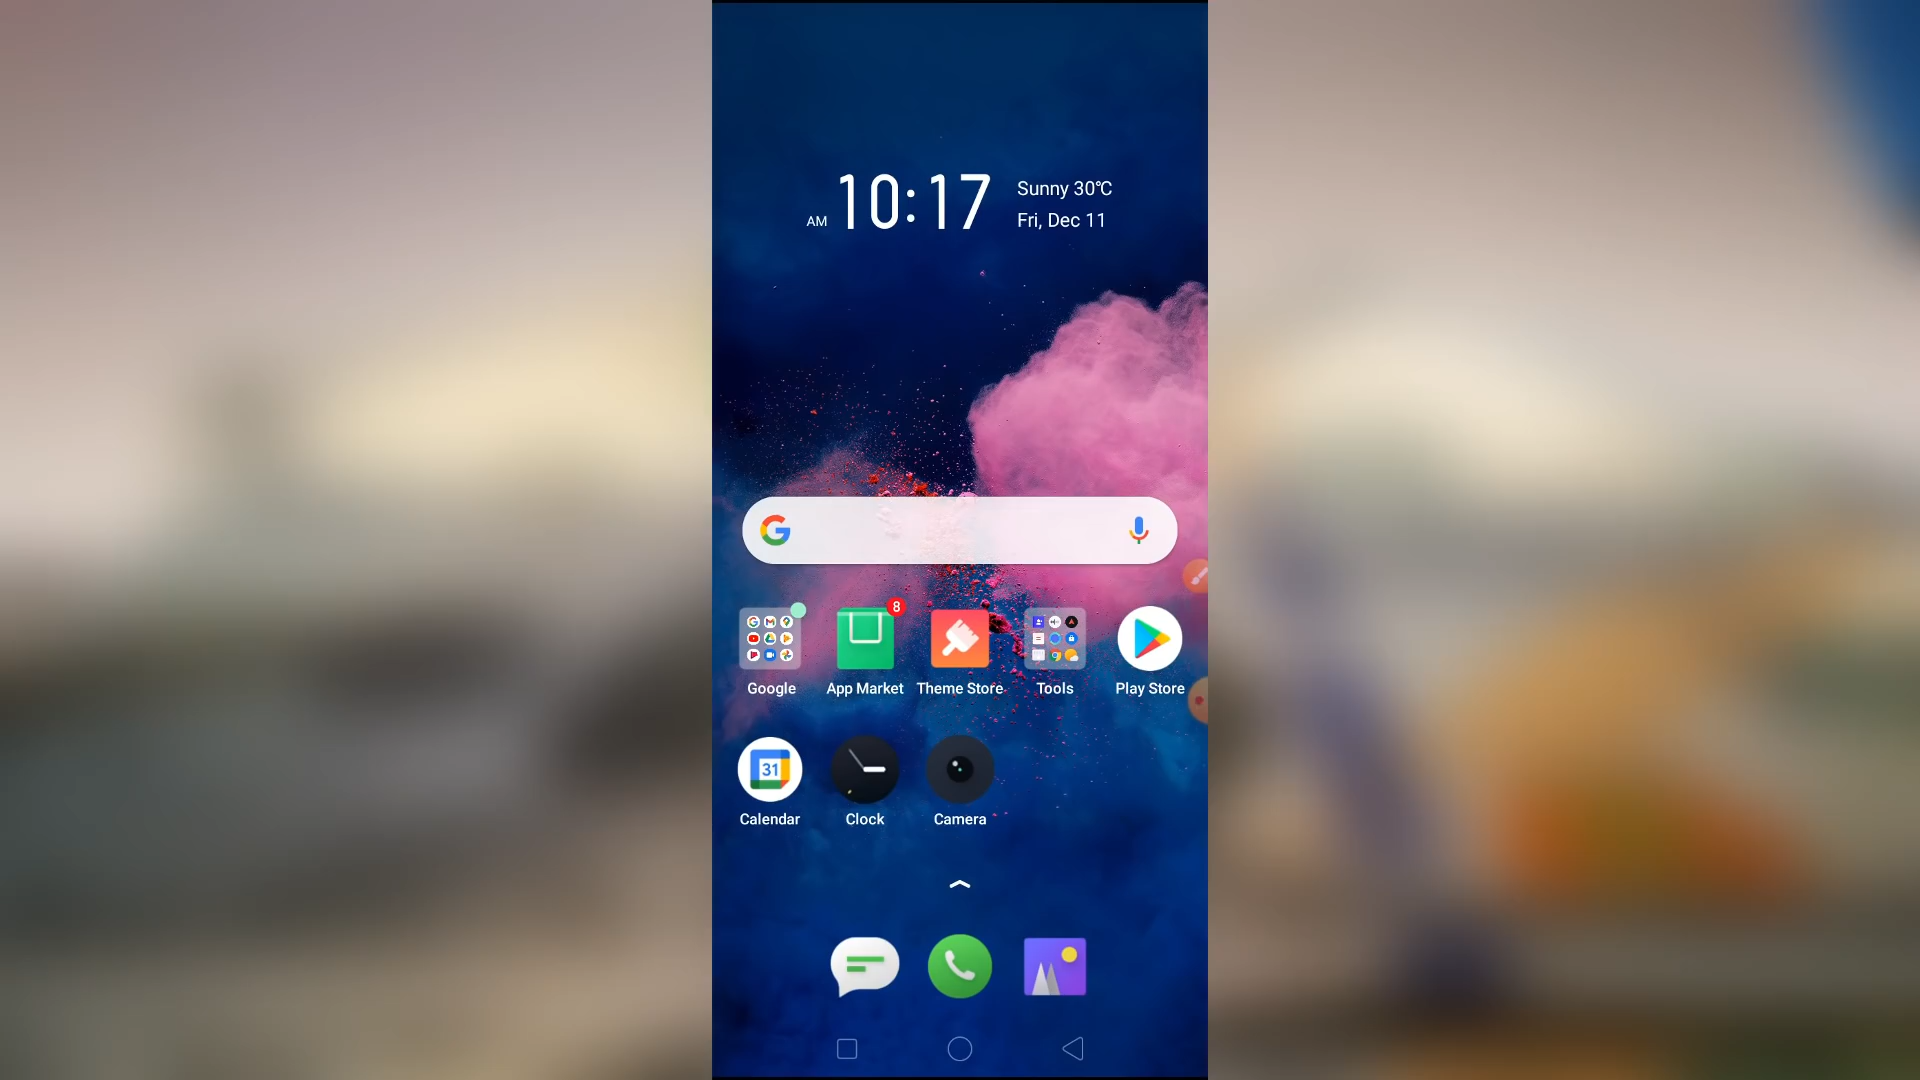 AM 10:17
Sunny 30℃
Fri, Dec 11
8
Google
App Market
Theme Store
Tools
Play Store
31
Calendar
Clock
Camera